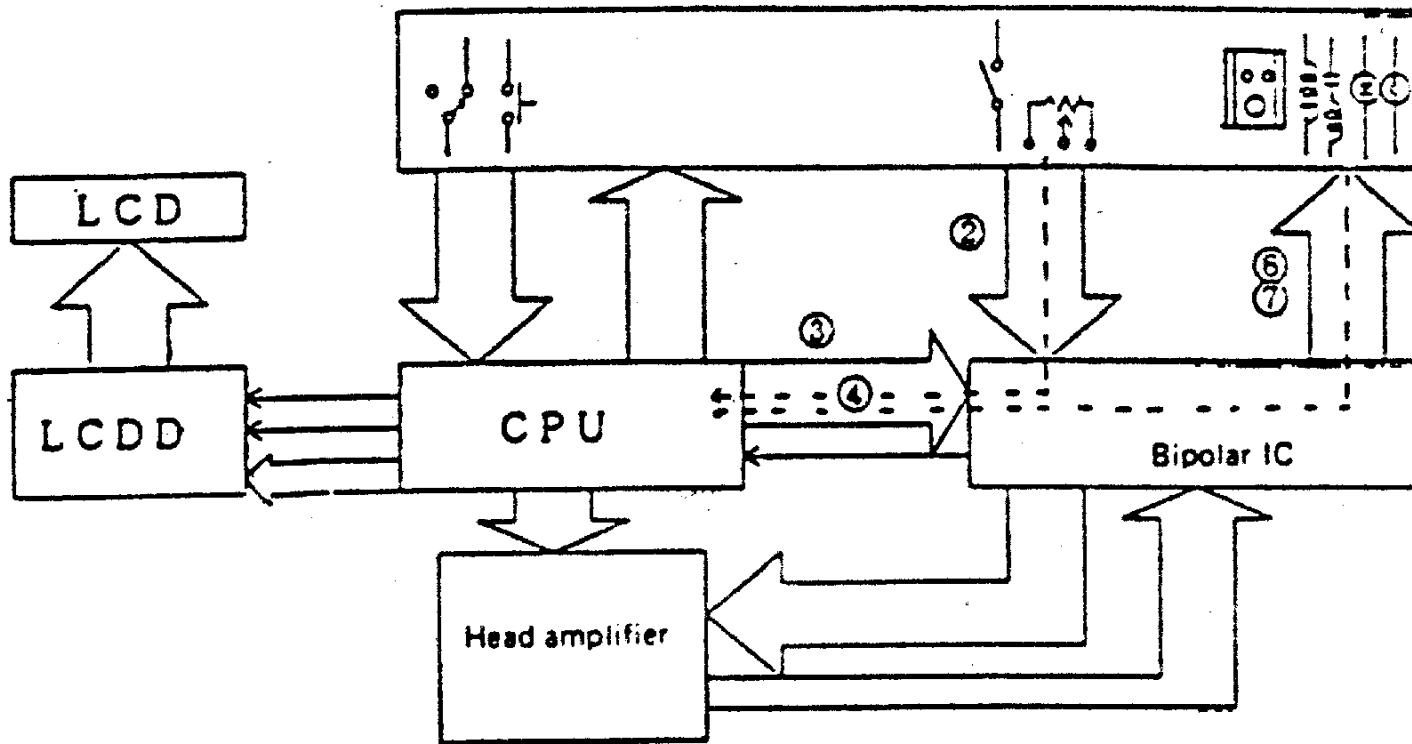 LCD
②
⑥
⑦
③
④
LCDD
CPU
Bipolar IC
Head amplifier